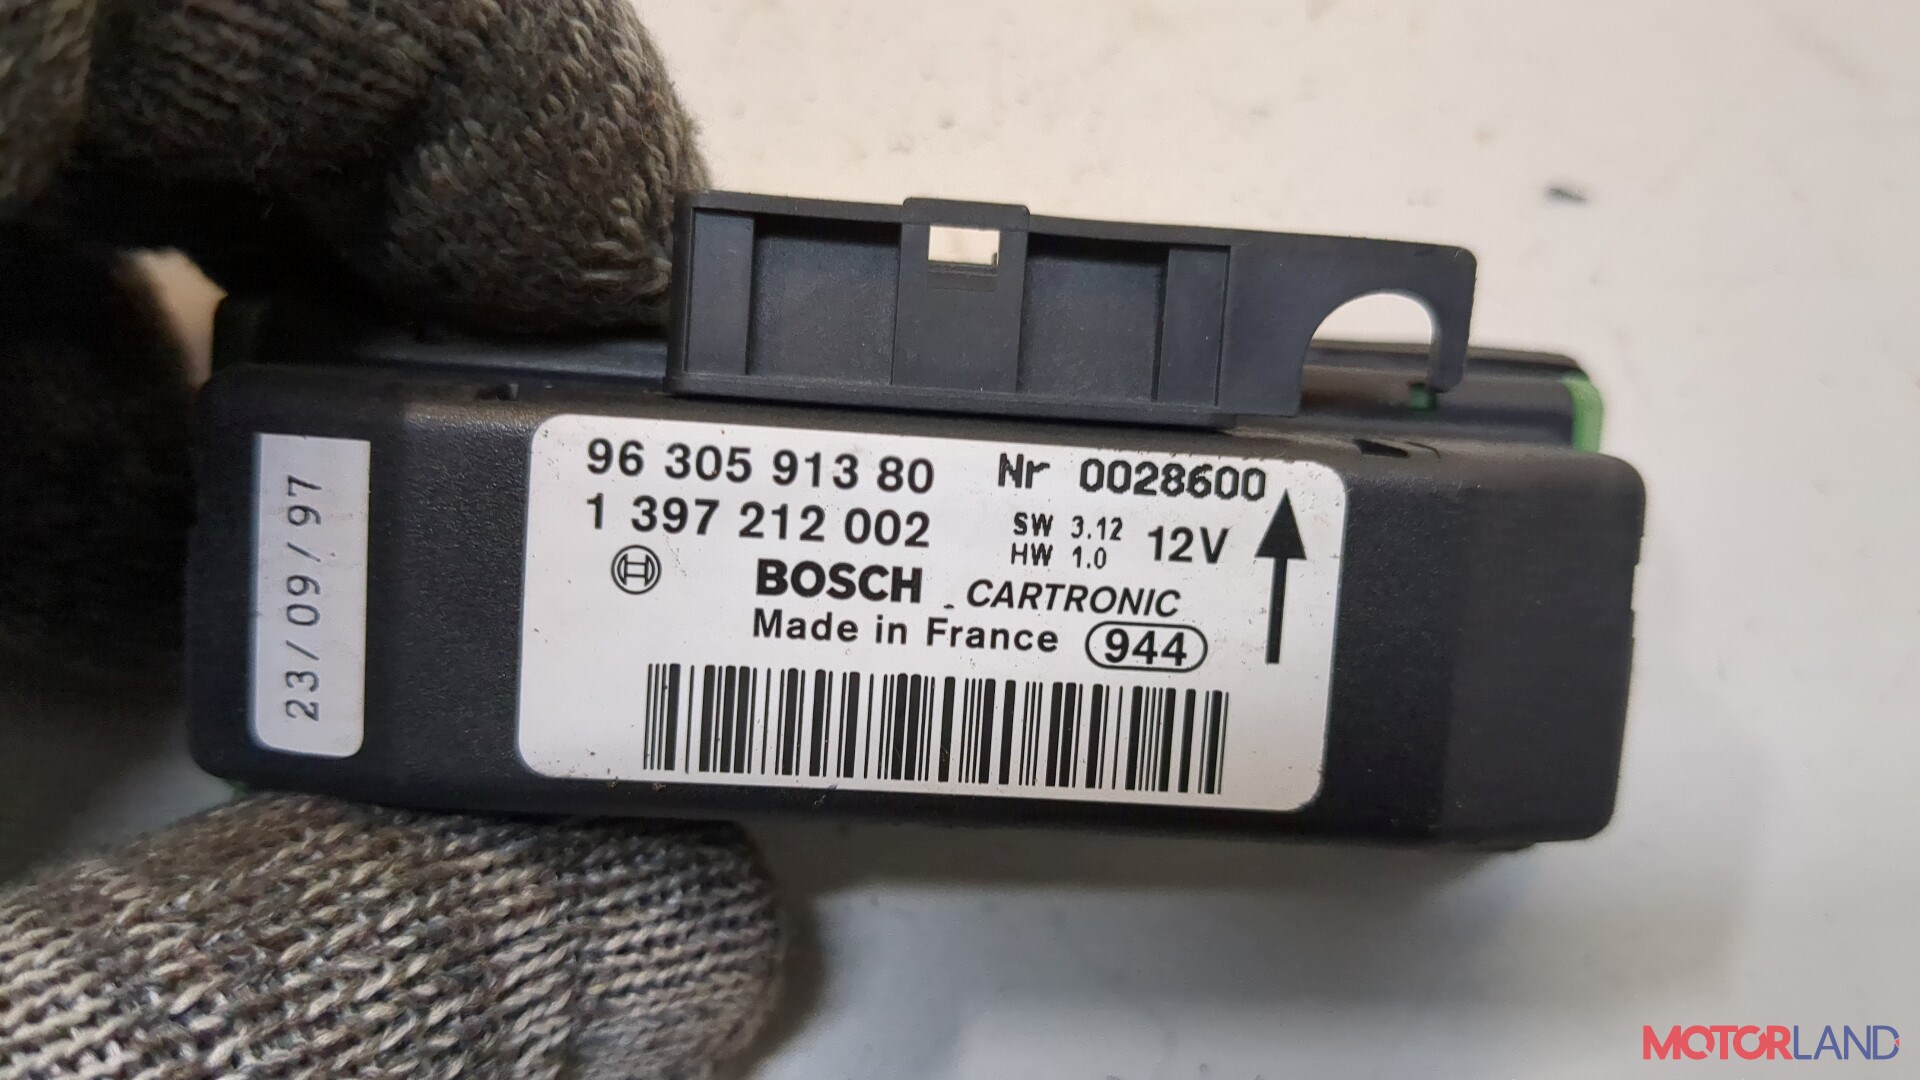 23/09/97
96 305 913 80 Nr 0028600
1 397 212 002 SW 3.12 12V
HW 1.0
BOSCH CARTRONIC
Made in France 944
MOTORLAND